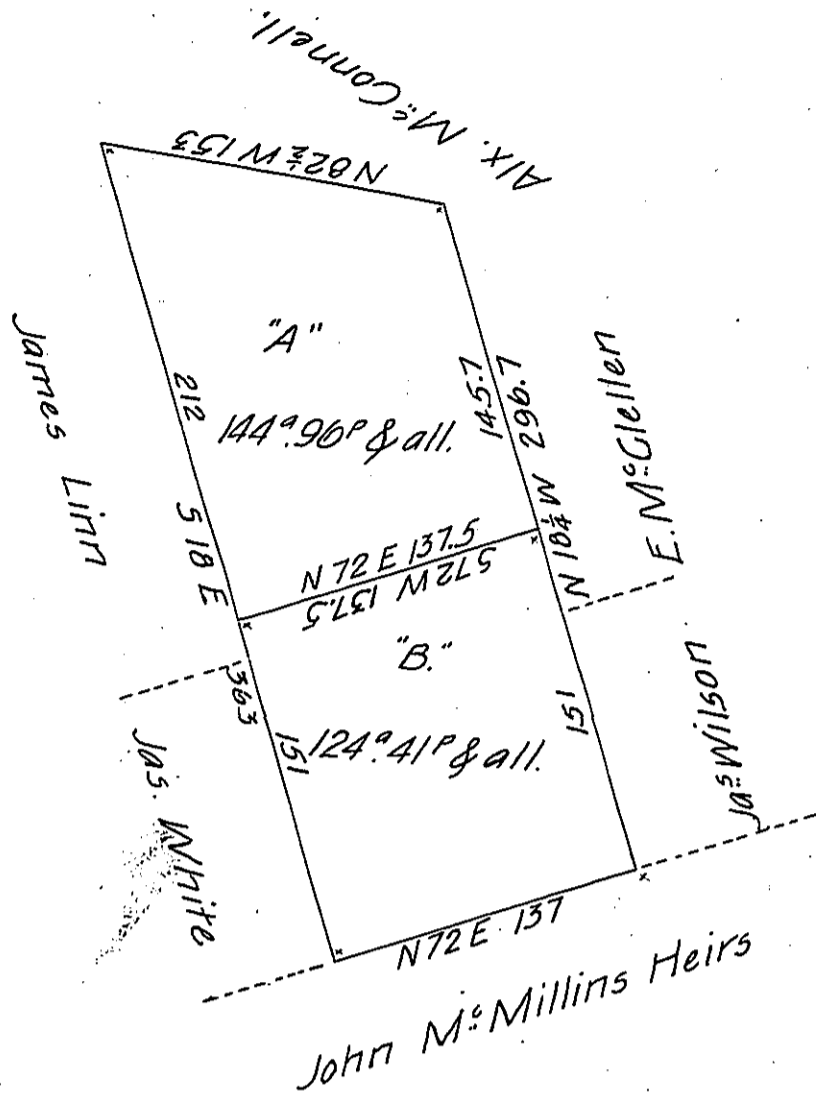 Alx. McConnell.
N 82½ W 153
"A"
144ª.96ᴾ & all.
James Linn
212
S 18 E
363
145.7
296.7
N 18¼ W
E. McClellen
N 72 E 137.5
S 72 W 137.5
"B."
124ª.41ᴾ & all.
151
151
Jas. White
Jaˢ Wilson
N 72 E 137
John McMillins Heirs